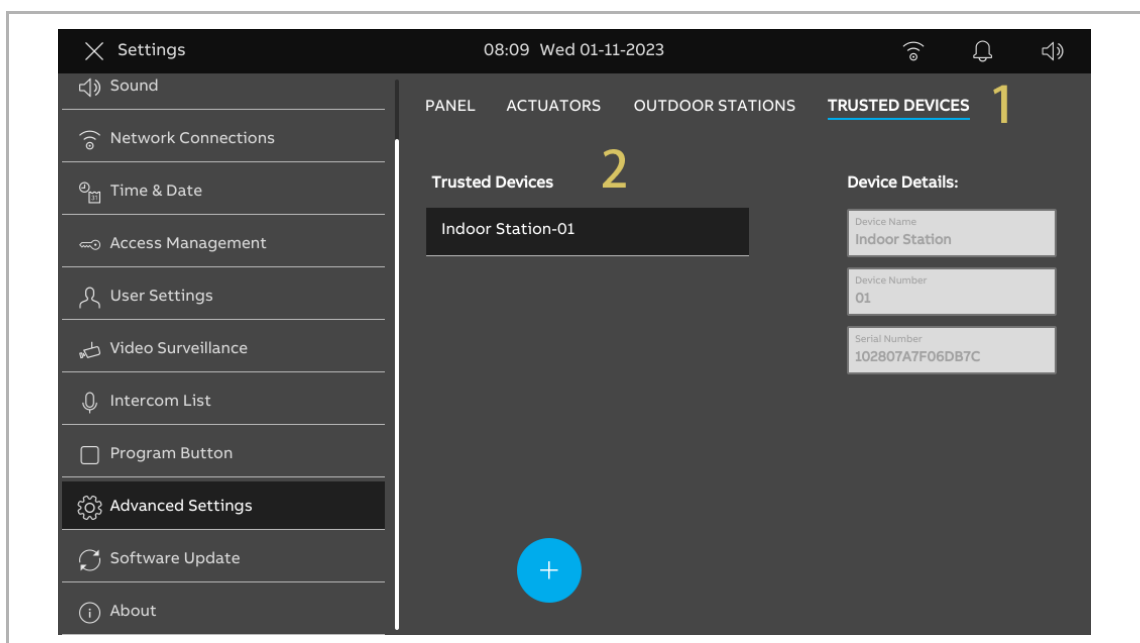 Settings
08:09 Wed 01-11-2023
Sound
Network Connections
31
Time & Date
Access Management
User Settings
Video Surveillance
Intercom List
Program Button
Advanced Settings
Software Update
About
PANEL ACTUATORS OUTDOOR STATIONS TRUSTED DEVICES 1
Trusted Devices 2
Indoor Station-01
+
Device Details:
Device Name
Indoor Station
Device Number
01
Serial Number
102807A7F06DB7C